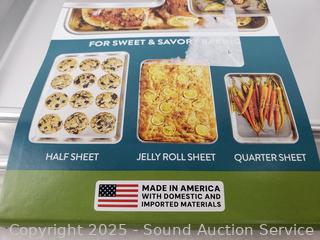 FOR SWEET & SAVORY BAKING
HALF SHEET
JELLY ROLL SHEET
QUARTER SHEET
MADE IN AMERICA
WITH DOMESTIC AND
IMPORTED MATERIALS
Copyright 2025 - Sound Auction Service